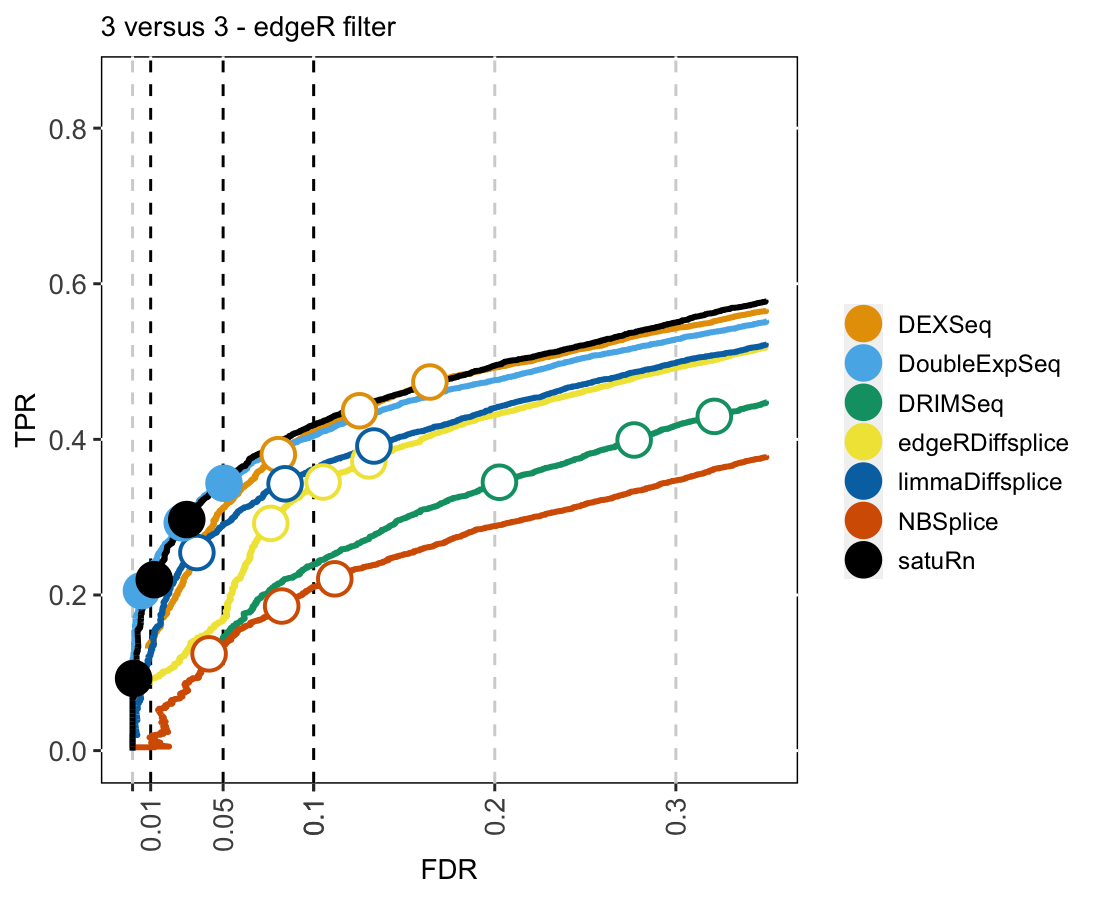 3 versus 3 - edgeR filter
TPR
0.8
0.6
0.4
0.2
0.0
0.01
0.05
0.1
0.2
0.3
FDR
DEXSeq
DoubleExpSeq
DRIMSeq
edgeRDiffsplice
limmaDiffsplice
NBSplice
satuRn